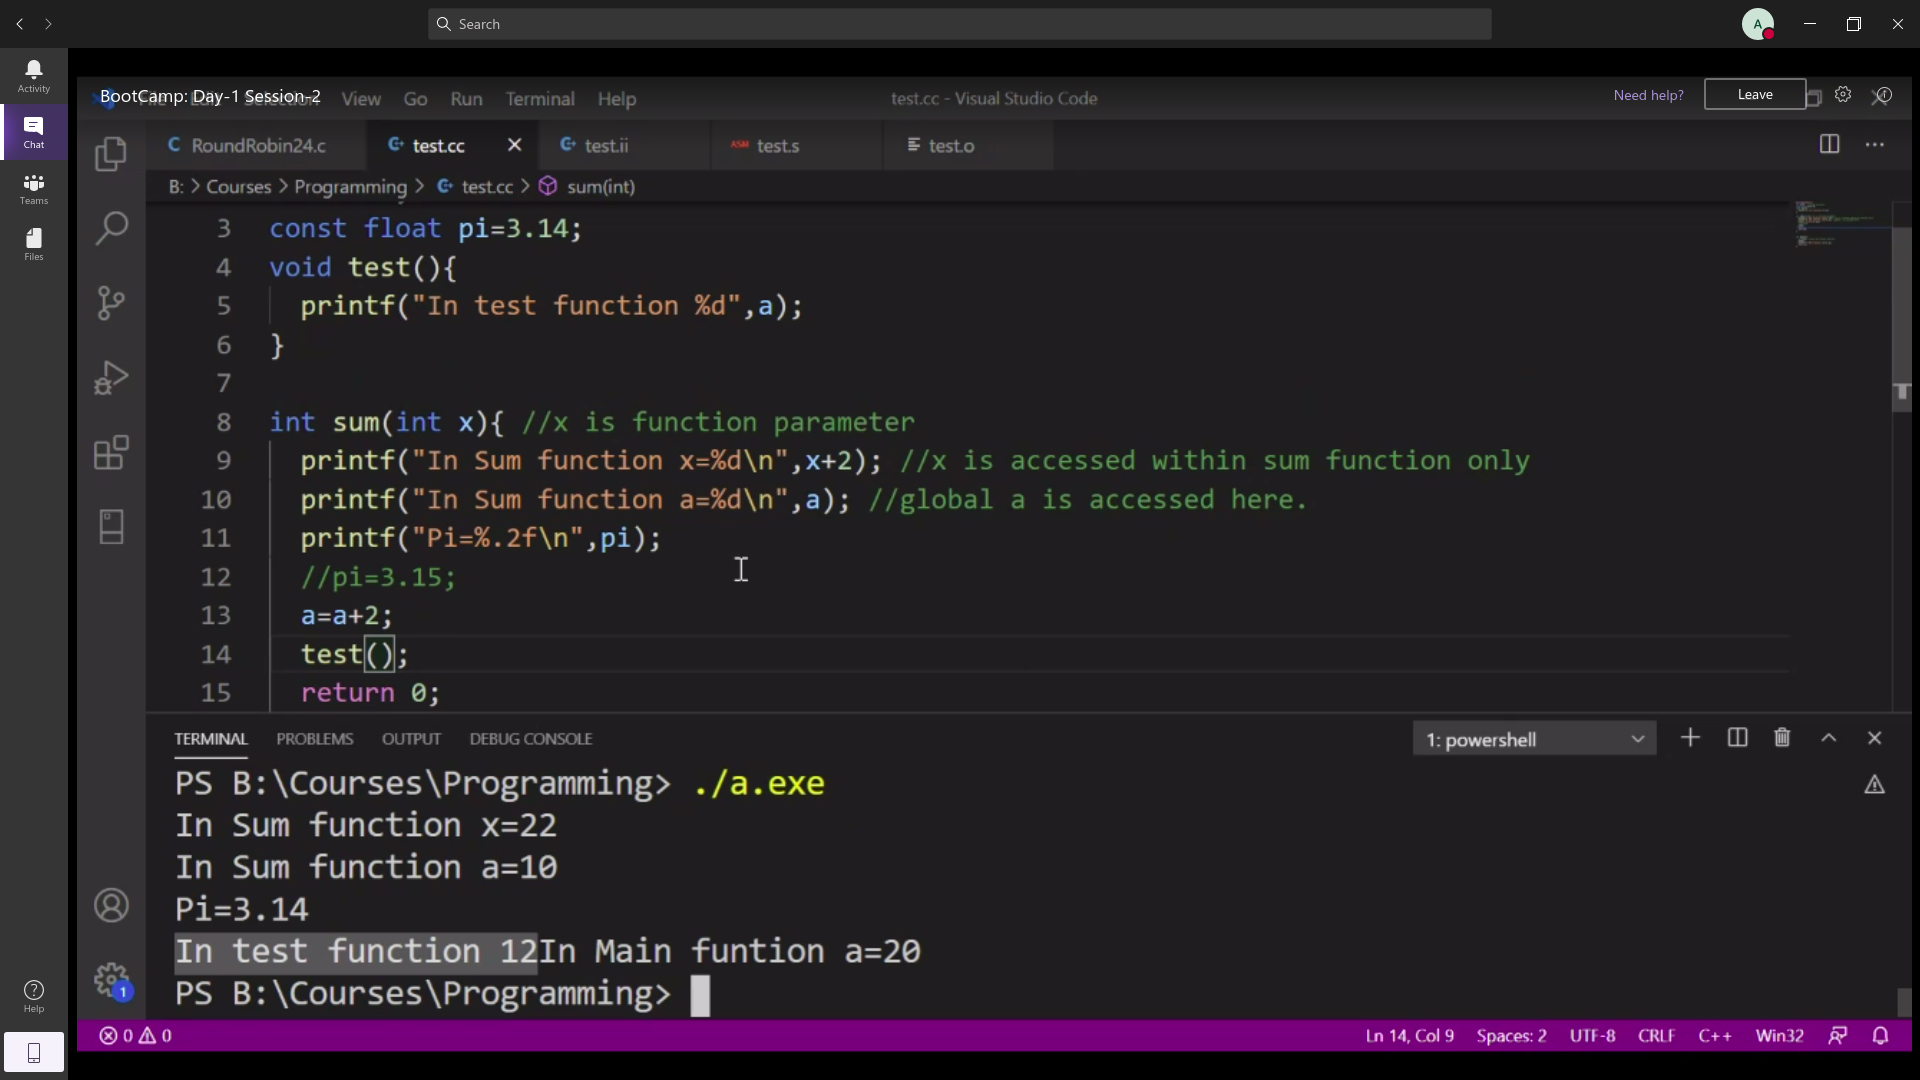 Search
A
Activity
Chat
Teams
Files
Help
BootCamp: Day-1 Session-2
View Go Run Terminal Help
test.cc - Visual Studio Code
Need help?
Leave
RoundRobin24.c
test.cc
test.ii
ASM test.s
test.o
B: > Courses > Programming > test.cc > sum(int)
3 const float pi=3.14;
4 void test(){
5 printf("In test function %d",a);
6 }
7
8 int sum(int x){ //x is function parameter
9 printf("In Sum function x=%d\n",x+2); //x is accessed within sum function only
10 printf("In Sum function a=%d\n",a); //global a is accessed here.
11 printf("Pi=%.2f\n",pi);
12 //pi=3.15;
13 a=a+2;
14 test();
15 return 0;
TERMINAL PROBLEMS OUTPUT DEBUG CONSOLE
1: powershell
PS B:\Courses\Programming> ./a.exe
In Sum function x=22
In Sum function a=10
Pi=3.14
In test function 12In Main funtion a=20
PS B:\Courses\Programming>
1
0 0
Ln 14, Col 9 Spaces: 2 UTF-8 CRLF C++ Win32